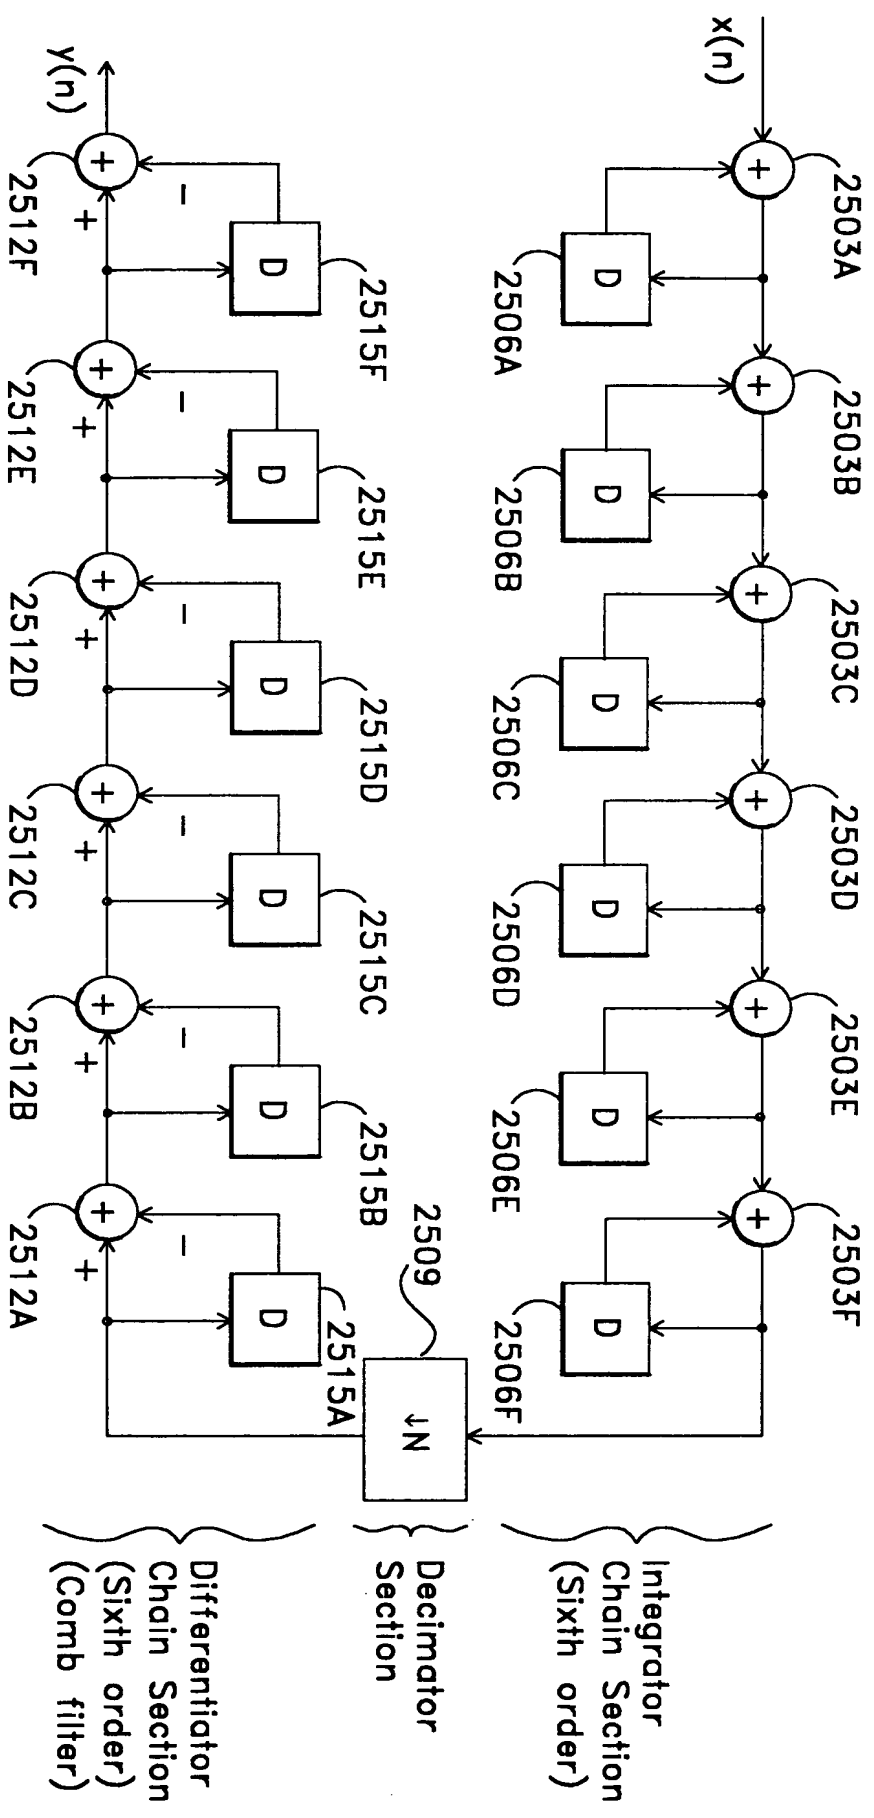 x(n)
+
2503A
+
2503B
+
2503C
+
2503D
+
2503E
+
2503F
D
2506A
D
2506B
D
2506C
D
2506D
D
2506E
D
2506F
Integrator
Chain Section
(Sixth order)
2509
↓N
Decimator
Section
2515F
D
2515E
D
2515D
D
2515C
D
2515B
D
2515A
D
−
−
−
−
−
−
y(n)
+
+
+
+
+
+
+
+
+
+
+
+
2512F
2512E
2512D
2512C
2512B
2512A
Differentiator
Chain Section
(Sixth order)
(Comb filter)